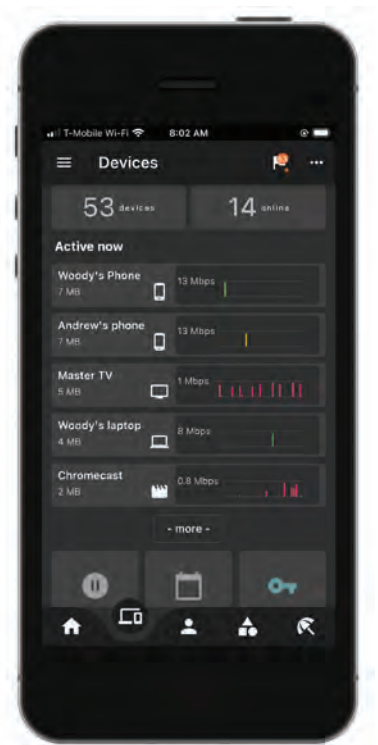 T-Mobile Wi-Fi 8:02 AM
Devices
53 devices 14 online
Active now
Woody's Phone
7 MB
13 Mbps
Andrew's phone
7 MB
13 Mbps
Master TV
5 MB
1 Mbps
Woody's laptop
4 MB
8 Mbps
Chromecast
2 MB
0.8 Mbps
- more -